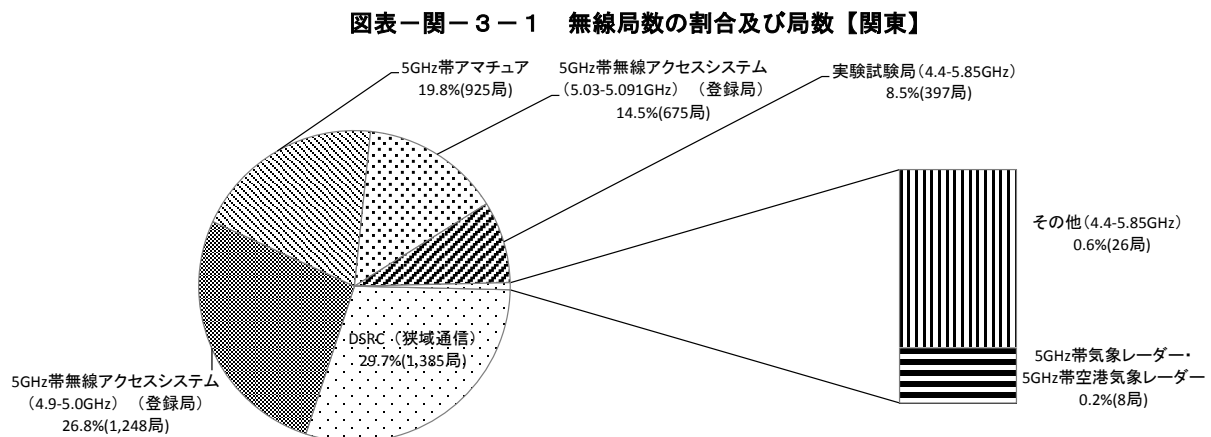 図表－関－３－１　無線局数の割合及び局数【関東】
5GHz帯アマチュア
19.8%(925局)
5GHz帯無線アクセスシステム
（5.03-5.091GHz）（登録局）
14.5%(675局)
実験試験局（4.4-5.85GHz）
8.5%(397局)
その他（4.4-5.85GHz）
0.6%(26局)
5GHz帯気象レーダー・
5GHz帯空港気象レーダー
0.2%(8局)
DSRC（狭域通信）
29.7%(1,385局)
5GHz帯無線アクセスシステム
（4.9-5.0GHz）（登録局）
26.8%(1,248局)